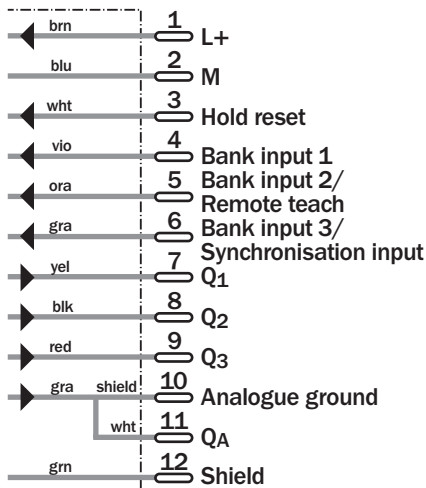 brn 1 L+
blu 2 M
wht 3 Hold reset
vio 4 Bank input 1
ora 5 Bank input 2/
Remote teach
gra 6 Bank input 3/
Synchronisation input
yel 7 Q1
blk 8 Q2
red 9 Q3
gra shield 10 Analogue ground
wht 11 QA
grn 12 Shield